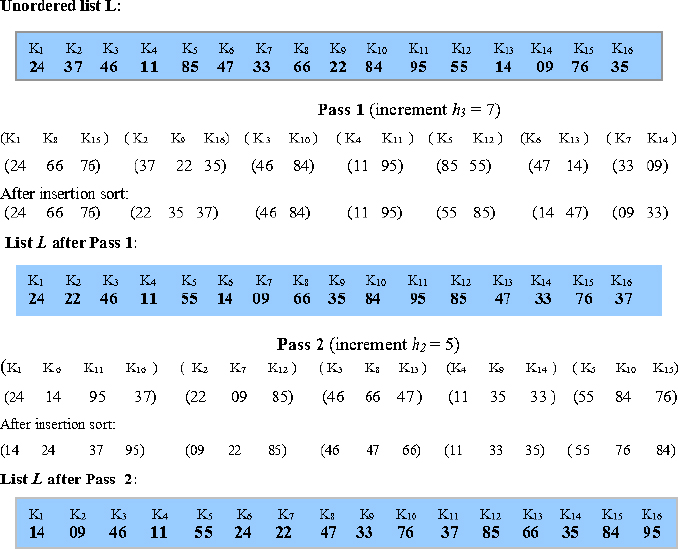 Unordered list L:
K₁ K₂ K₃ K₄ K₅ K₆ K₇ K₈ K₉ K₁₀ K₁₁ K₁₂ K₁₃ K₁₄ K₁₅ K₁₆
24 37 46 11 85 47 33 66 22 84 95 55 14 09 76 35
Pass 1 (increment h₃ = 7)
(K₁ K₈ K₁₅) (K₂ K₉ K₁₆) (K₃ K₁₀) (K₄ K₁₁) (K₅ K₁₂) (K₆ K₁₃) (K₇ K₁₄)
(24 66 76) (37 22 35) (46 84) (11 95) (85 55) (47 14) (33 09)
After insertion sort:
(24 66 76) (22 35 37) (46 84) (11 95) (55 85) (14 47) (09 33)
List L after Pass 1:
K₁ K₂ K₃ K₄ K₅ K₆ K₇ K₈ K₉ K₁₀ K₁₁ K₁₂ K₁₃ K₁₄ K₁₅ K₁₆
24 22 46 11 55 14 09 66 35 84 95 85 47 33 76 37
Pass 2 (increment h₂ = 5)
(K₁ K₆ K₁₁ K₁₆) (K₂ K₇ K₁₂) (K₃ K₈ K₁₃) (K₄ K₉ K₁₄) (K₅ K₁₀ K₁₅)
(24 14 95 37) (22 09 85) (46 66 47) (11 35 33) (55 84 76)
After insertion sort:
(14 24 37 95) (09 22 85) (46 47 66) (11 33 35) (55 76 84)
List L after Pass 2:
K₁ K₂ K₃ K₄ K₅ K₆ K₇ K₈ K₉ K₁₀ K₁₁ K₁₂ K₁₃ K₁₄ K₁₅ K₁₆
14 09 46 11 55 24 22 47 33 76 37 85 66 35 84 95